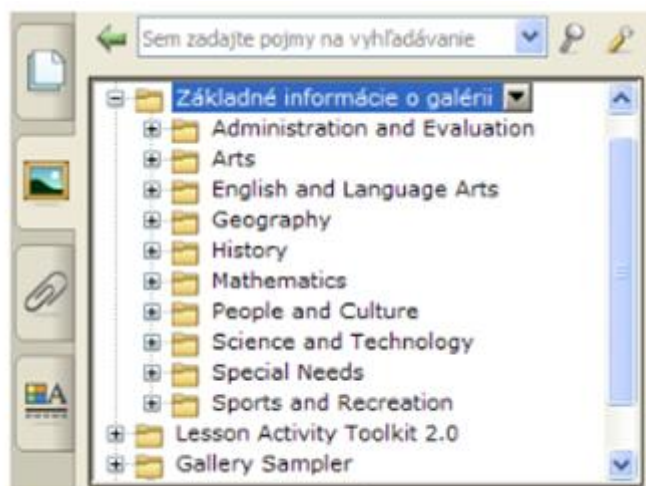 Sem zadajte pojmy na vyhľadávanie
Základné informácie o galérii
Administration and Evaluation
Arts
English and Language Arts
Geography
History
Mathematics
People and Culture
Science and Technology
Special Needs
Sports and Recreation
Lesson Activity Toolkit 2.0
Gallery Sampler
A